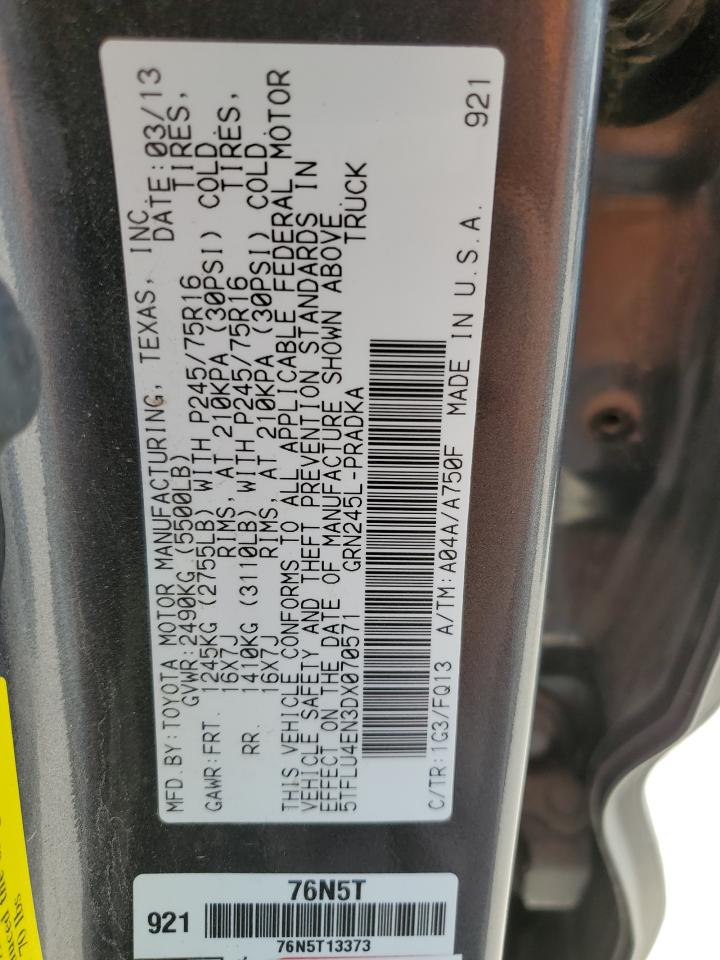 MFD.BY:TOYOTA MOTOR MANUFACTURING, TEXAS, INC.
GVWR:2490KG (5500LB) DATE:03/13
GAWR:FRT. 1245KG (2755LB) WITH P245/75R16 TIRES,
16X7J RIMS, AT 210KPA (30PSI) COLD.
RR. 1410KG (3110LB) WITH P245/75R16 TIRES,
16X7J RIMS, AT 210KPA (30PSI) COLD
THIS VEHICLE CONFORMS TO ALL APPLICABLE FEDERAL MOTOR
VEHICLE SAFETY AND THEFT PREVENTION STANDARDS IN
EFFECT ON THE DATE OF MANUFACTURE SHOWN ABOVE.
5TFLU4EN3DX070571 GRN245L-PRADKA TRUCK
C/TR:1G3/FQ13 A/TM:A04A/A750F MADE IN U.S.A. 921
76N5T
921
76N5T13373
70 lbs